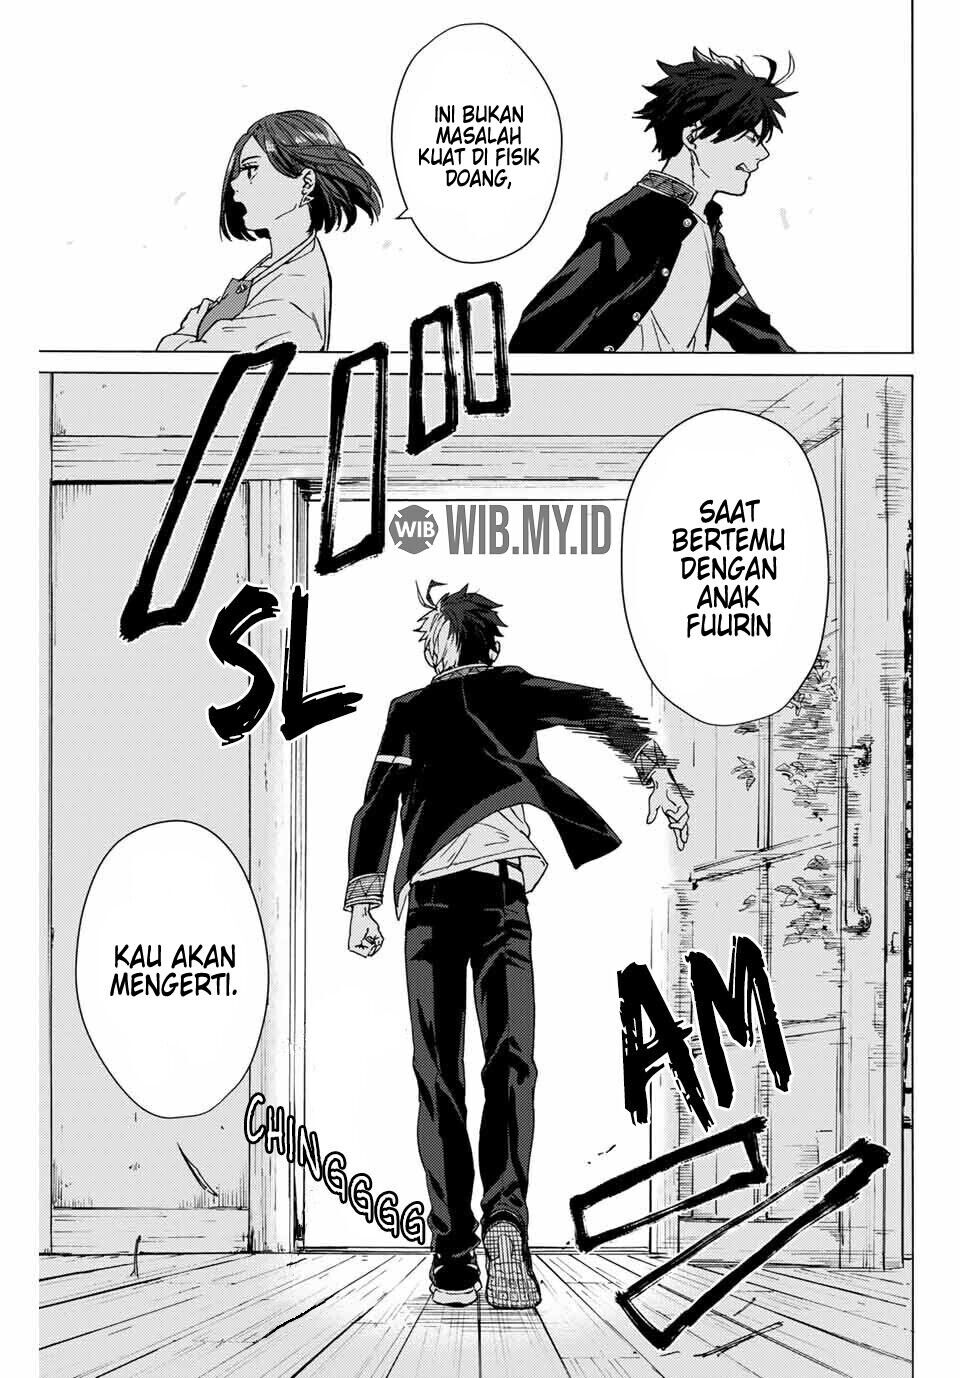 INI BUKAN
MASALAH
KUAT DI FISIK
DOANG,
SAAT
BERTEMU
DENGAN
ANAK
FUURIN
WIB WIB.MY.ID
SL
KAU AKAN
MENGERTI.
AM
CHINGGGG